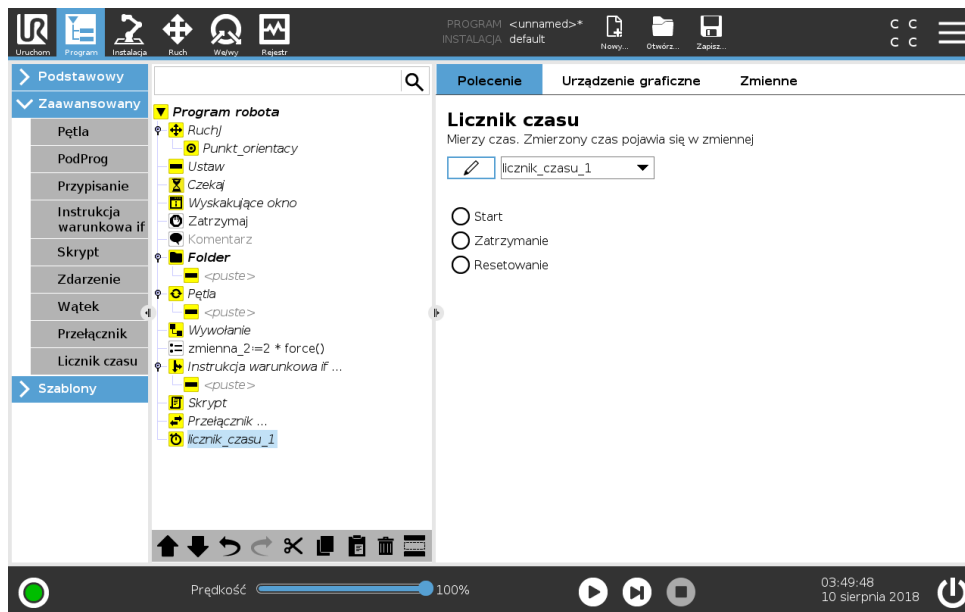 PROGRAM <unnamed>*
INSTALACJA default
C C
C C
Uruchom
Program
Instalacja
Ruch
We/wy
Rejestr
Nowy...
Otwórz...
Zapisz...
Podstawowy
Zaawansowany
Pętla
PodProg
Przypisanie
Instrukcja
warunkowa if
Skrypt
Zdarzenie
Wątek
Przełącznik
Licznik czasu
Szablony
Program robota
RuchJ
Punkt_orientacy
Ustaw
Czekaj
Wyskakujące okno
Zatrzymaj
Komentarz
Folder
<puste>
Pętla
<puste>
Wywołanie
zmienna_2:=2 * force()
Instrukcja warunkowa if ...
<puste>
Skrypt
Przełącznik ...
licznik_czasu_1
Polecenie
Urządzenie graficzne
Zmienne
Licznik czasu
Mierzy czas. Zmierzony czas pojawia się w zmiennej
licznik_czasu_1
Start
Zatrzymanie
Resetowanie
Prędkość
100%
03:49:48
10 sierpnia 2018